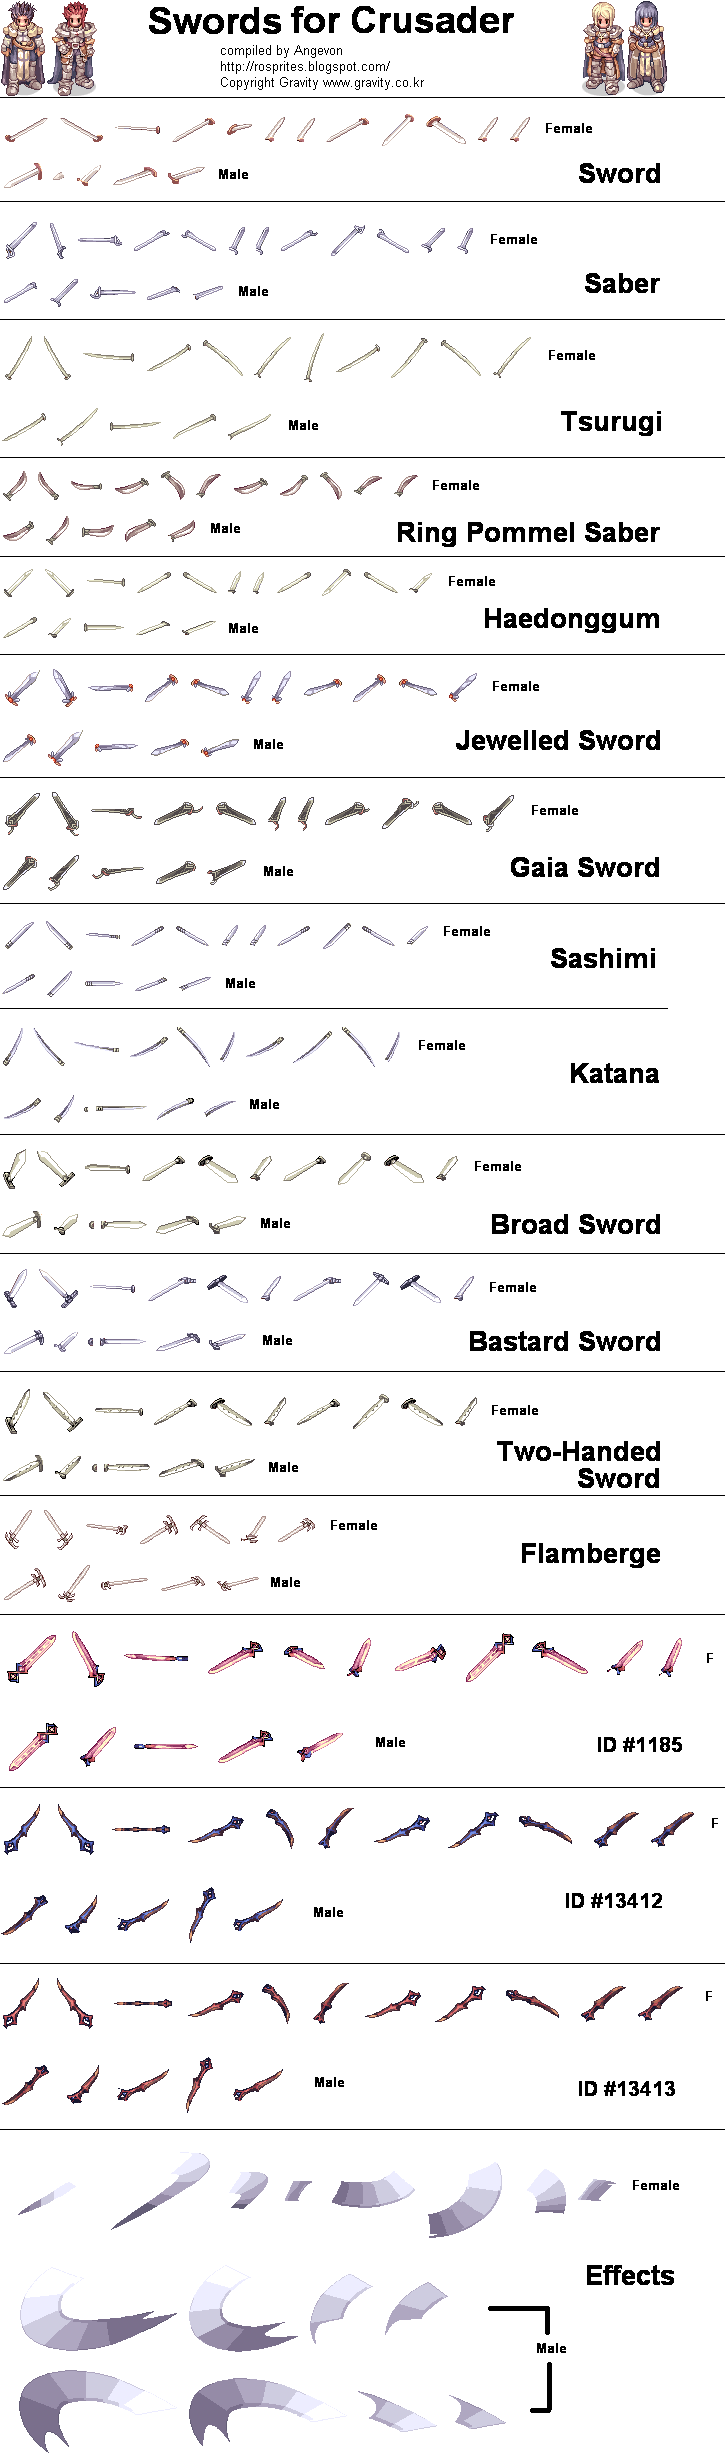 Swords for Crusader
compiled by Angevon
http://rosprites.blogspot.com/
Copyright Gravity www.gravity.co.kr
Female
Male
Sword
Female
Male
Saber
Female
Male
Tsurugi
Female
Male
Ring Pommel Saber
Female
Male
Haedonggum
Female
Male
Jewelled Sword
Female
Male
Gaia Sword
Female
Male
Sashimi
Female
Male
Katana
Female
Male
Broad Sword
Female
Male
Bastard Sword
Female
Male
Two-Handed
Sword
Female
Male
Flamberge
F
Male
ID #1185
F
Male
ID #13412
F
Male
ID #13413
Female
Effects
Male